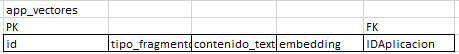 app_vectores
PK FK
id tipo_fragmento contenido_text embedding IDAplicacion